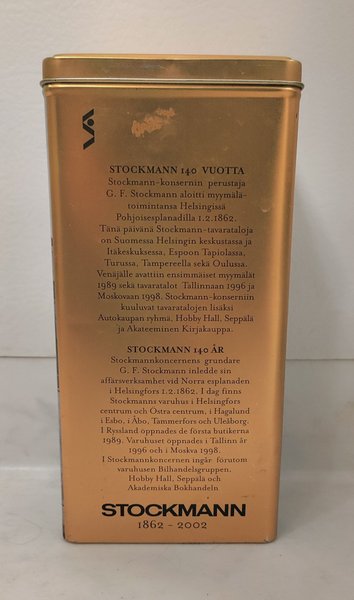 STOCKMANN 140 VUOTTA
Stockmann-konsernin perustaja
G. F. Stockmann aloitti myymälä-
toimintansa Helsingissä
Pohjoisesplanadilla 1.2.1862.
Tänä päivänä Stockmann-tavarataloja
on Suomessa Helsingin keskustassa ja
Itäkeskuksessa, Espoon Tapiolassa,
Turussa, Tampereella sekä Oulussa.
Venäjälle avattiin ensimmäiset myymälät
1989 sekä tavaratalot Tallinnaan 1996 ja
Moskovaan 1998. Stockmann-konserniin
kuuluvat tavaratalojen lisäksi
Autokaupan ryhmä, Hobby Hall, Seppälä
ja Akateeminen Kirjakauppa.
STOCKMANN 140 ÅR
Stockmannkoncernens grundare
G. F. Stockmann inledde sin
affärsverksamhet vid Norra esplanaden
i Helsingfors 1.2.1862. I dag finns
Stockmanns varuhus i Helsingfors
centrum och Östra centrum, i Hagalund
i Esbo, i Åbo, Tammerfors och Uleåborg.
I Ryssland öppnades de första butikerna
1989. Varuhuset öppnades i Tallinn år
1996 och i Moskva 1998.
I Stockmannkoncernen ingår förutom
varuhusen Bilhandelsgruppen,
Hobby Hall, Seppälä och
Akademiska Bokhandeln
STOCKMANN
1862 - 2002